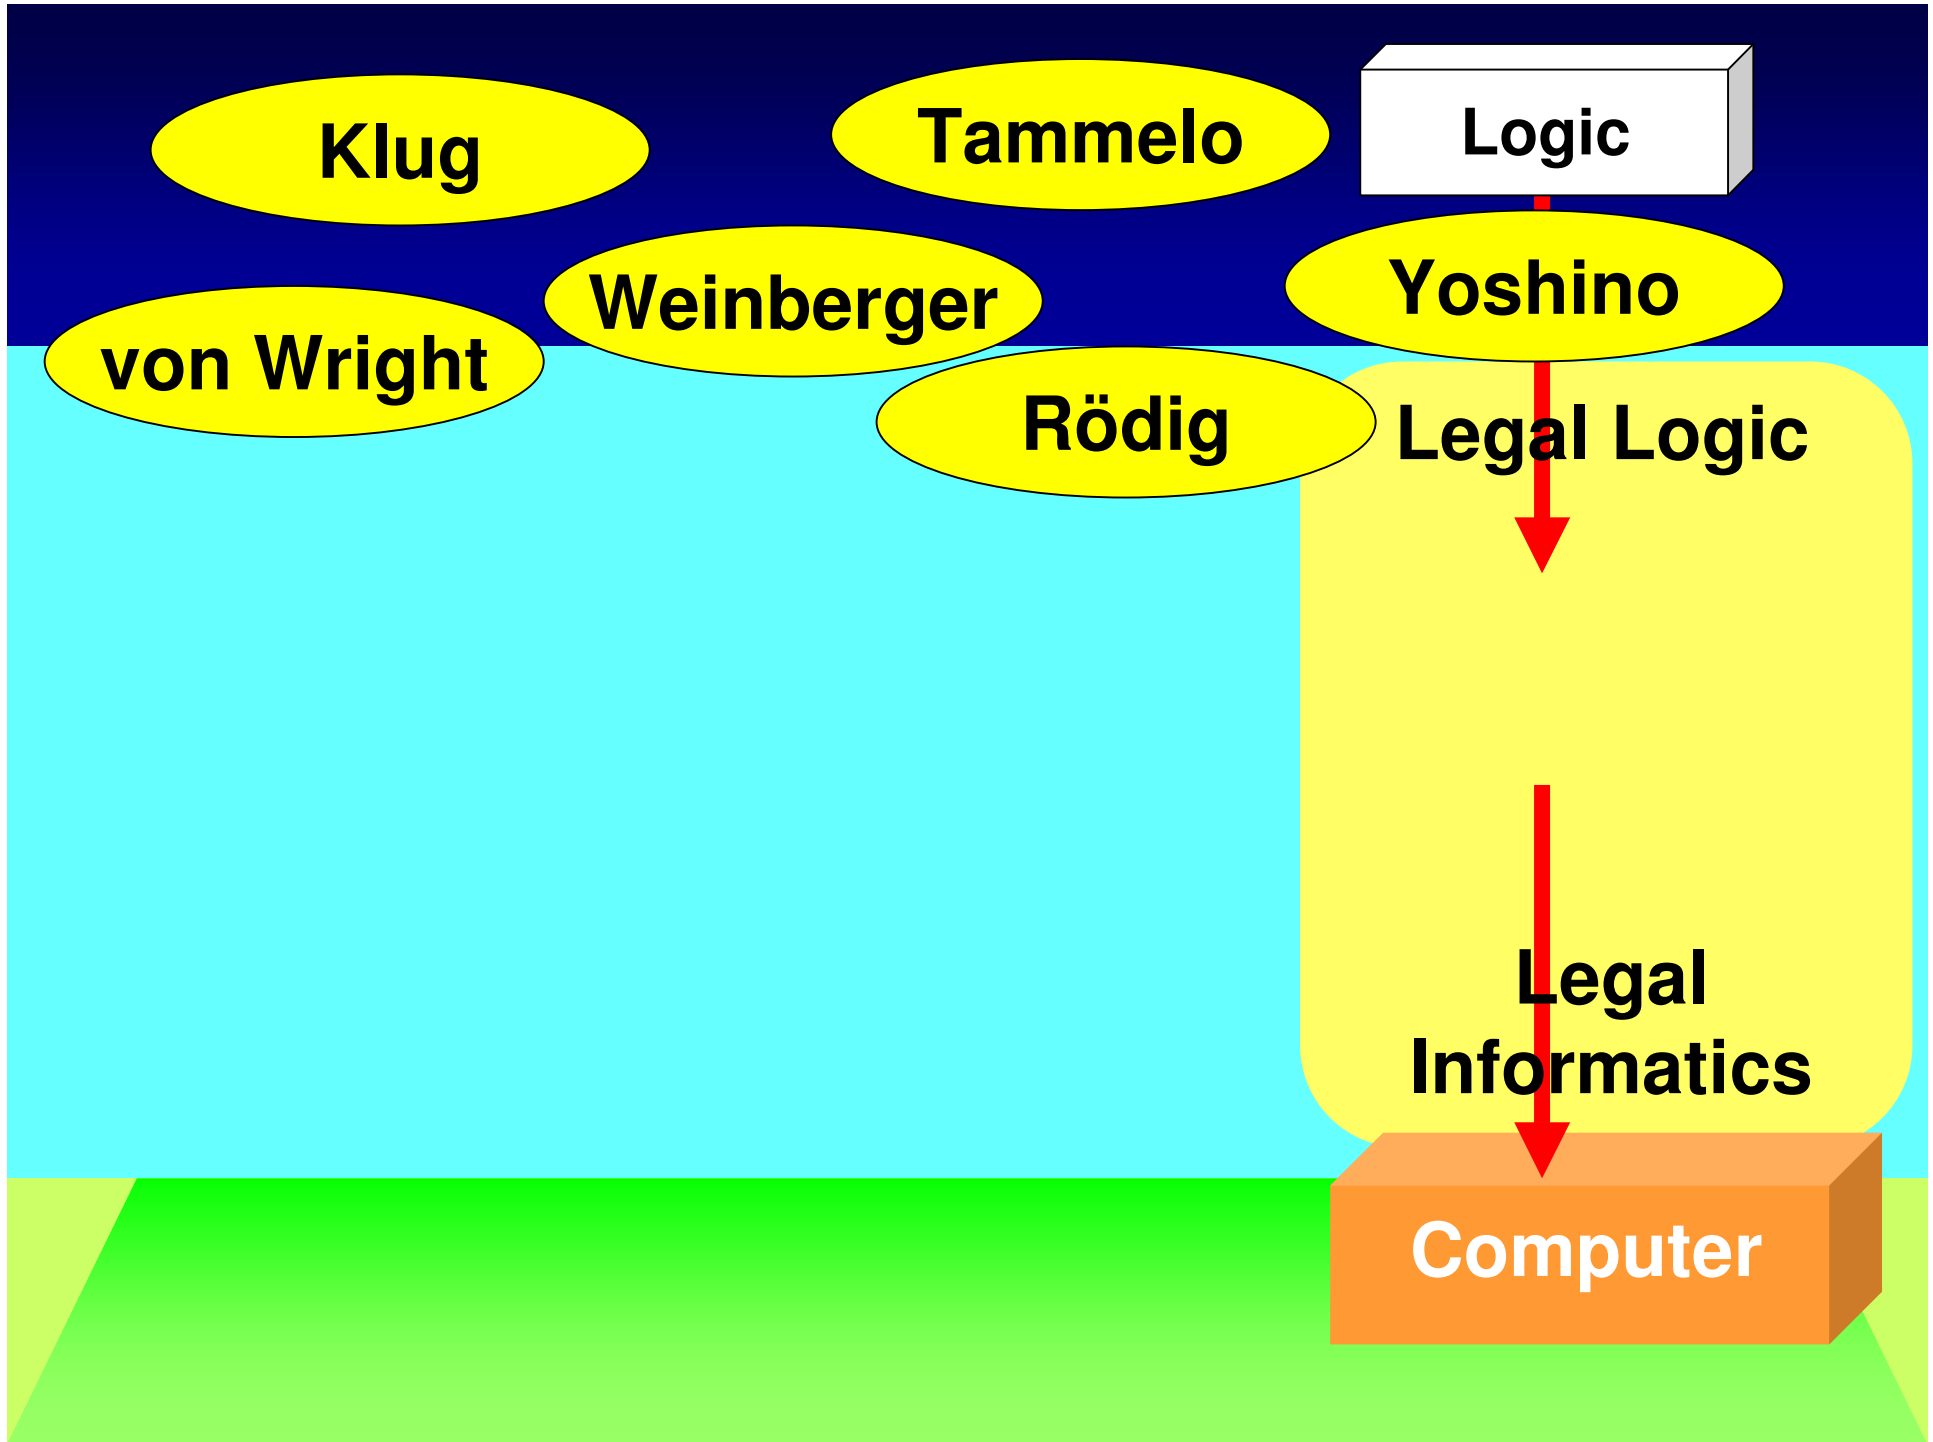 Klug
Tammelo
Logic
Weinberger
Yoshino
von Wright
Rödig
Legal Logic
Legal
Informatics
Computer